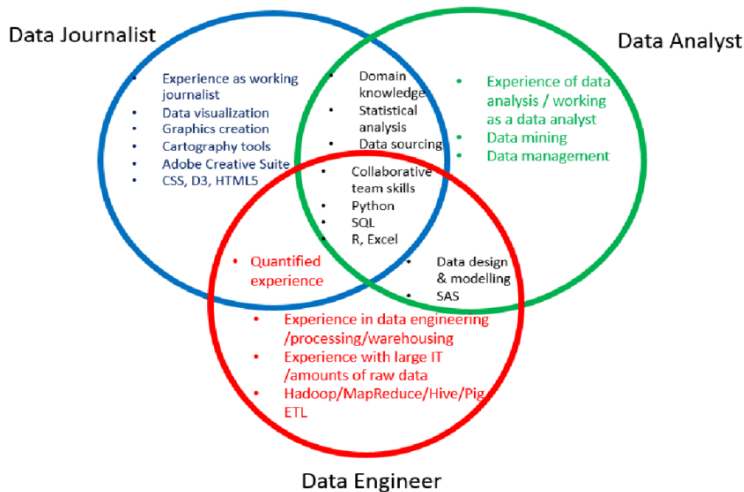 Data Journalist
Data Analyst
• Experience as working
journalist
• Data visualization
• Graphics creation
• Cartography tools
• Adobe Creative Suite
• CSS, D3, HTML5
• Domain
knowledge
• Statistical
analysis
• Data sourcing
• Experience of data
analysis / working
as a data analyst
• Data mining
• Data management
• Collaborative
team skills
• Python
• SQL
• R, Excel
• Quantified
experience
• Data design
& modelling
• SAS
• Experience in data engineering
/processing/warehousing
• Experience with large IT
/amounts of raw data
• Hadoop/MapReduce/Hive/Pig
ETL
Data Engineer